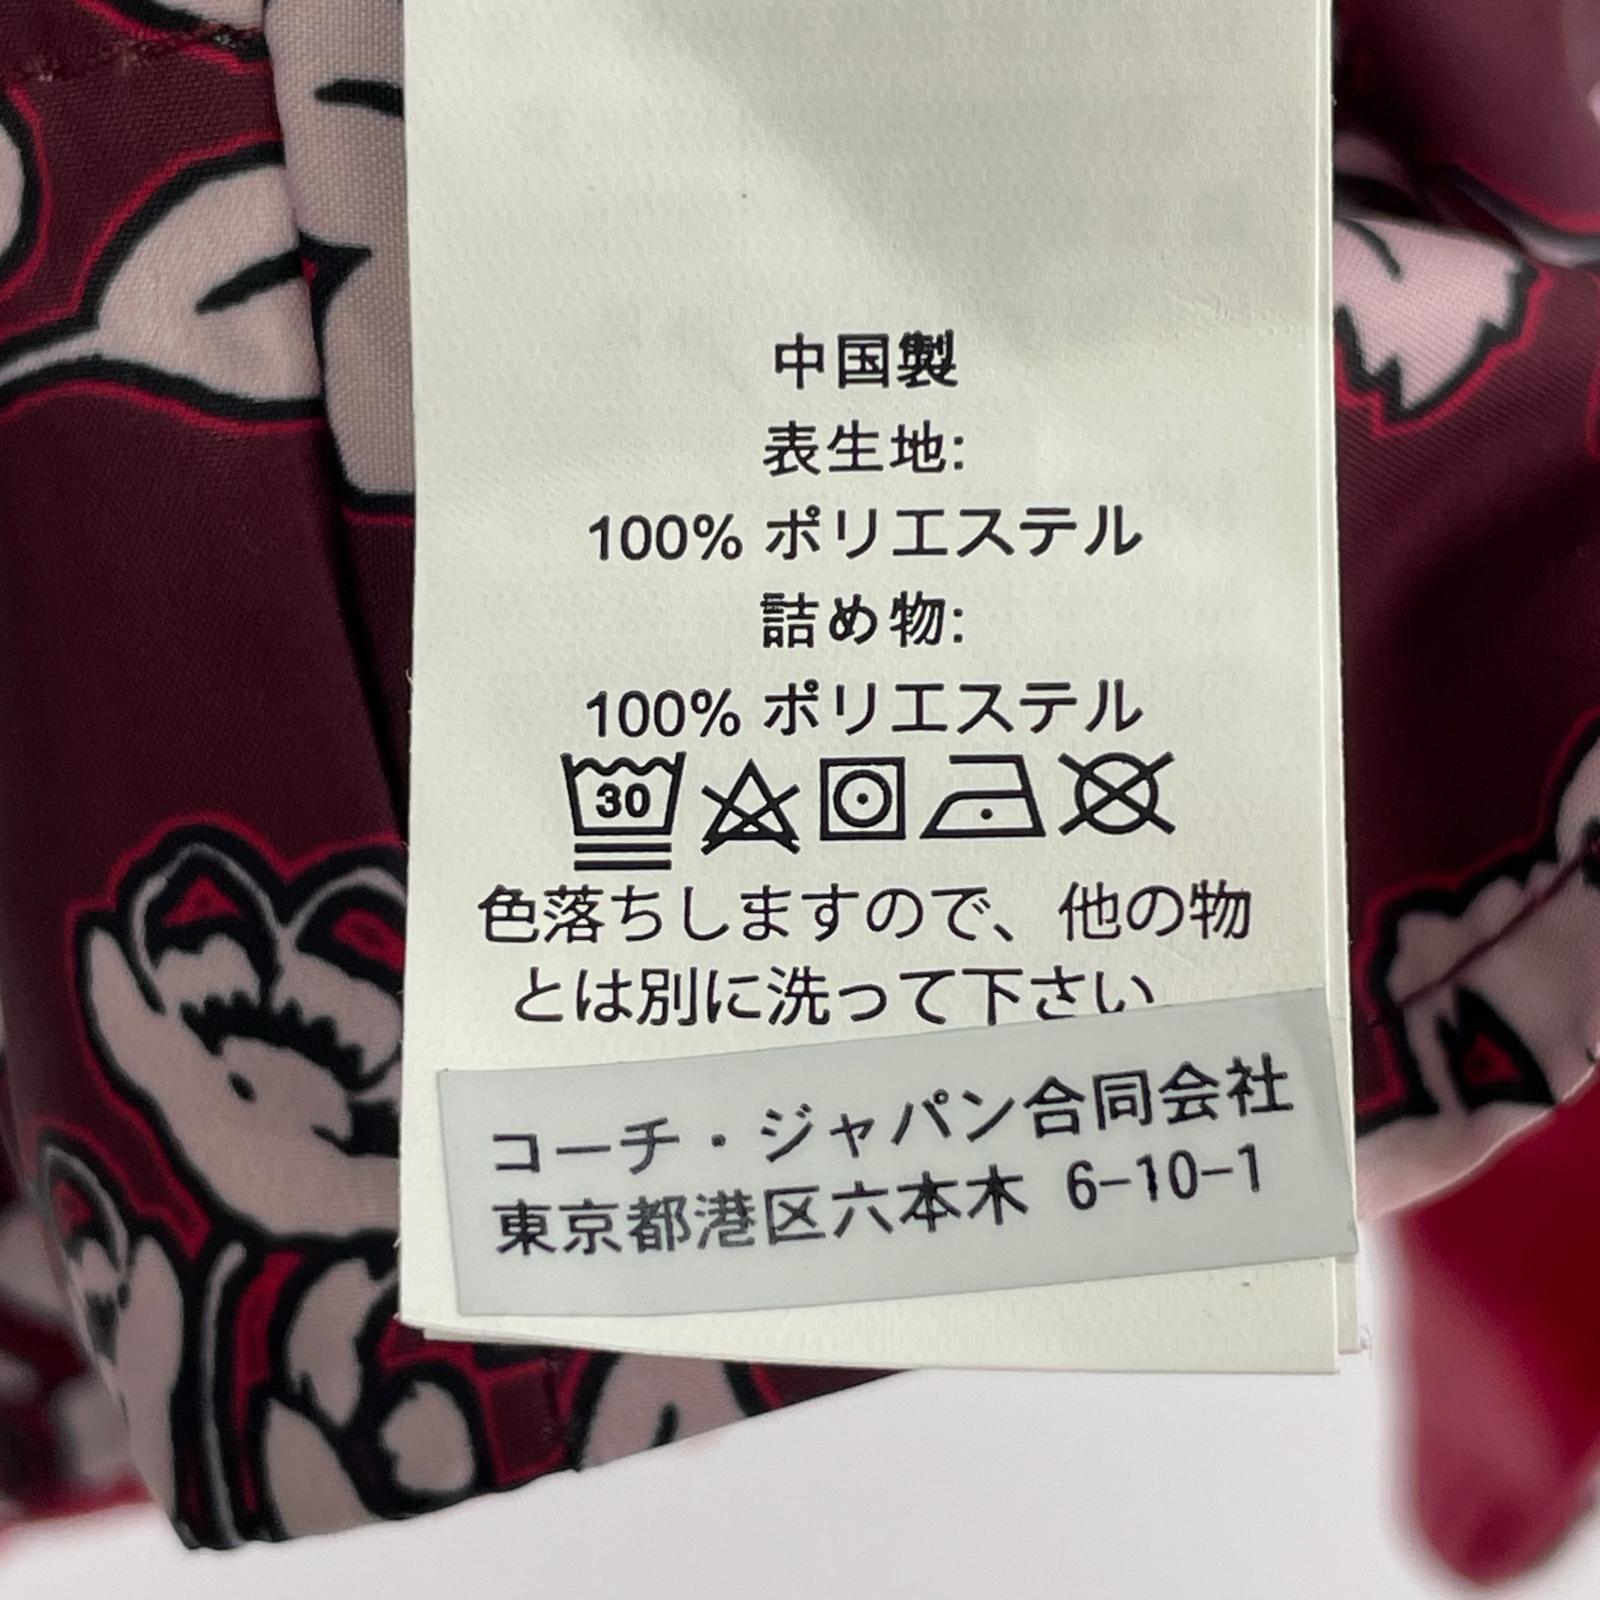 中国製
表生地:
100% ポリエステル
詰め物:
100% ポリエステル
30
色落ちしますので、他の物
とは別に洗って下さい
コーチ・ジャパン合同会社
東京都港区六本木 6-10-1